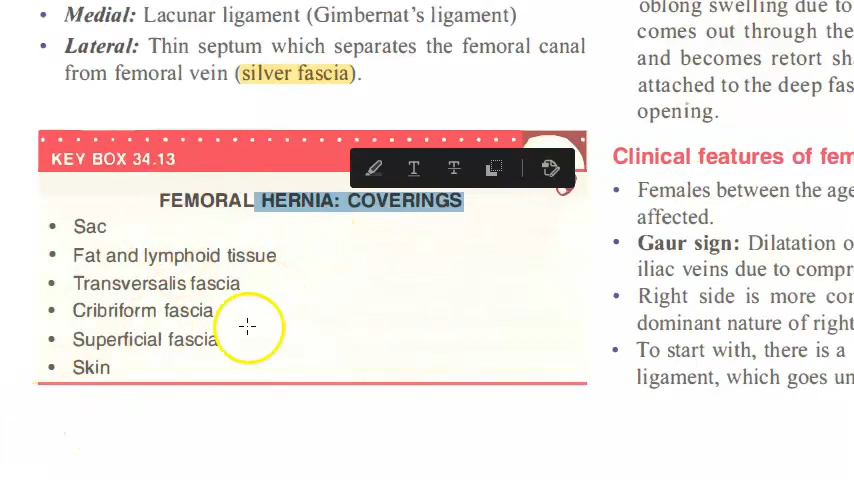 • Medial: Lacunar ligament (Gimbernat's ligament)
• Lateral: Thin septum which separates the femoral canal
from femoral vein (silver fascia).
KEY BOX 34.13
FEMORAL HERNIA: COVERINGS
• Sac
• Fat and lymphoid tissue
• Transversalis fascia
• Cribriform fascia
• Superficial fascia
• Skin
oblong swelling due to
comes out through the
and becomes retort sh
attached to the deep fas
opening.
Clinical features of fem
• Females between the age
affected.
• Gaur sign: Dilatation o
iliac veins due to compr
• Right side is more con
dominant nature of right
• To start with, there is a
ligament, which goes un